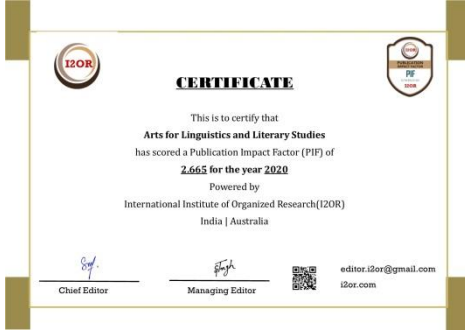 I2OR
I2OR
PUBLICATION
IMPACT FACTOR
PIF
I2OR
CERTIFICATE
This is to certify that
Arts for Linguistics and Literary Studies
has scored a Publication Impact Factor (PIF) of
2.665 for the year 2020
Powered by
International Institute of Organized Research(I2OR)
India | Australia
Chief Editor
Managing Editor
editor.i2or@gmail.com
i2or.com